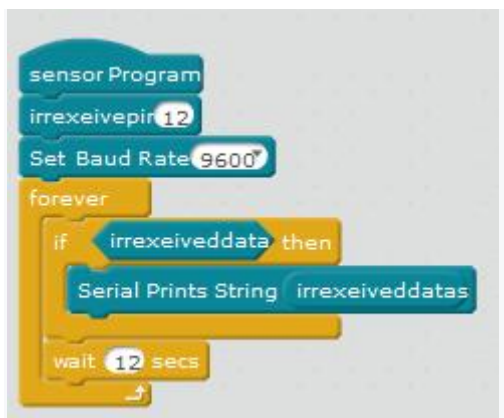 sensor Program
irrexeivepin 12
Set Baud Rate 9600
forever
if irrexeiveddata then
Serial Prints String irrexeiveddatas
wait 12 secs